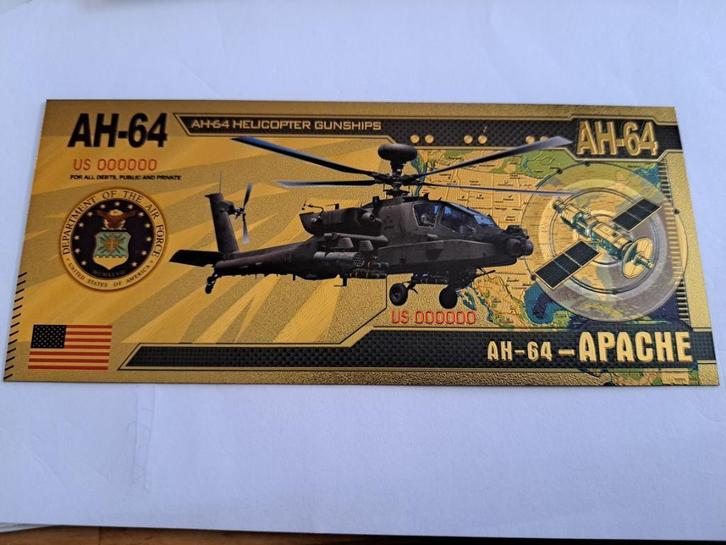 AH-64
AH-64 HELICOPTER GUNSHIPS
AH-64
US 000000
FOR ALL DEBTS, PUBLIC AND PRIVATE
DEPARTMENT OF THE AIR FORCE
MCMXLVII
UNITED STATES OF AMERICA
US 000000
AH-64 – APACHE